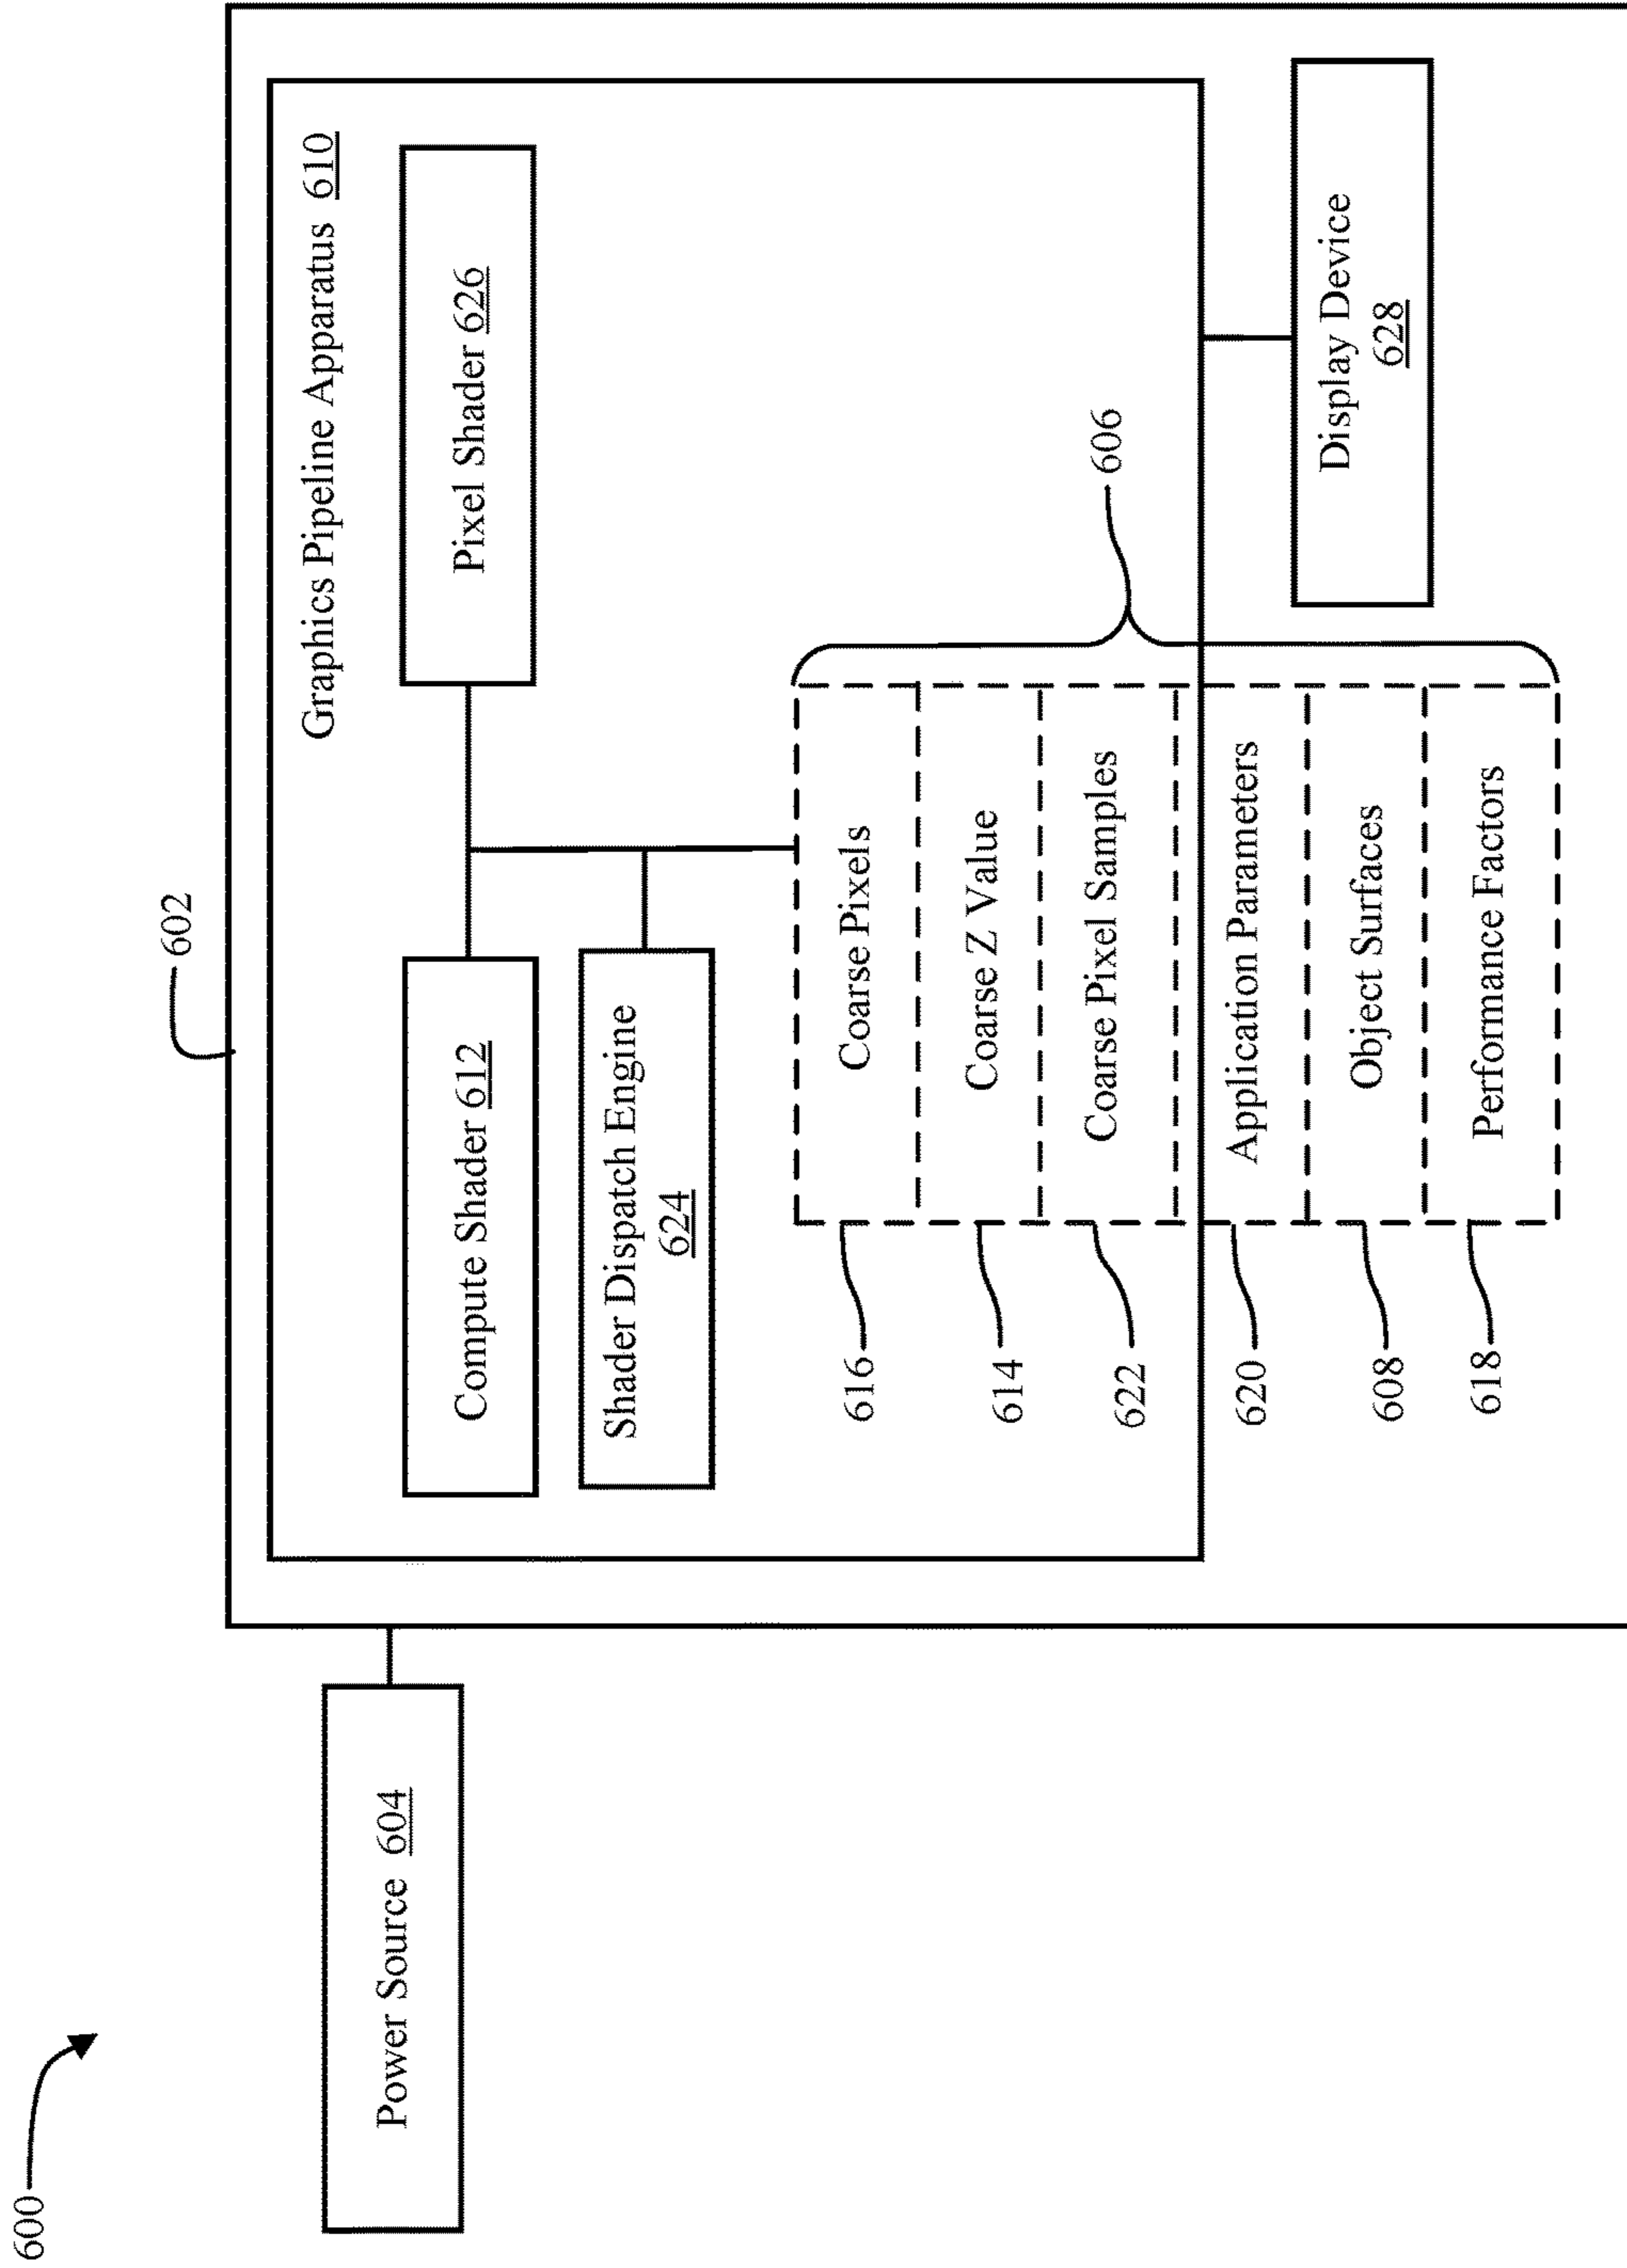 600
602
Power Source 604
Graphics Pipeline Apparatus 610
Compute Shader 612
Pixel Shader 626
Shader Dispatch Engine
624
616
Coarse Pixels
614
Coarse Z Value
622
Coarse Pixel Samples
606
620
Application Parameters
608
Object Surfaces
618
Performance Factors
Display Device
628